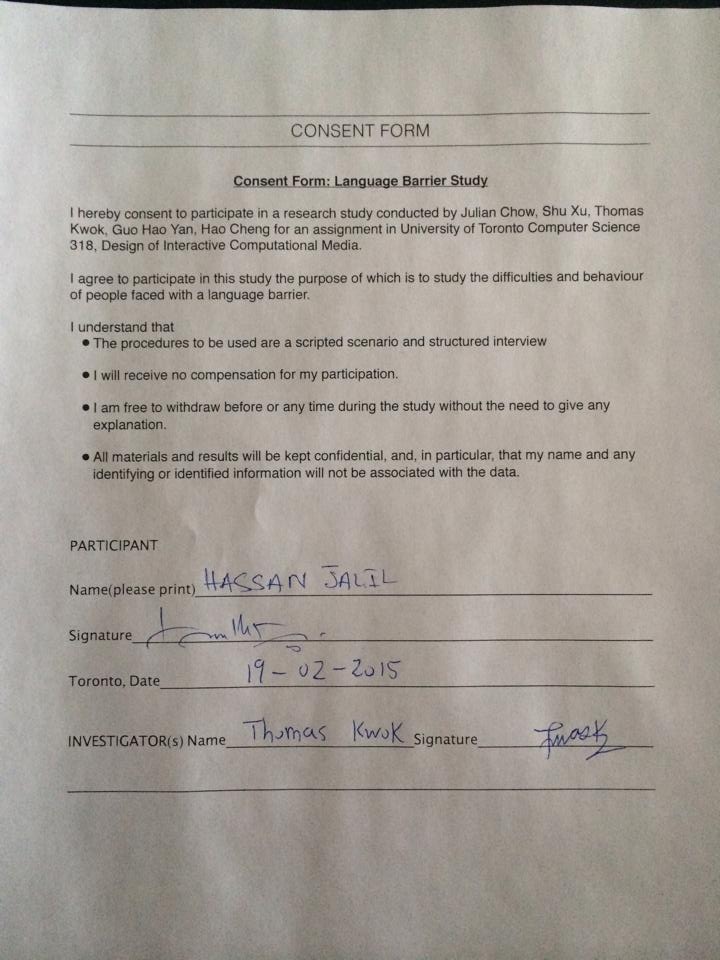 CONSENT FORM
Consent Form: Language Barrier Study
I hereby consent to participate in a research study conducted by Julian Chow, Shu Xu, Thomas
Kwok, Guo Hao Yan, Hao Cheng for an assignment in University of Toronto Computer Science
318, Design of Interactive Computational Media.
I agree to participate in this study the purpose of which is to study the difficulties and behaviour
of people faced with a language barrier.
I understand that
● The procedures to be used are a scripted scenario and structured interview
● I will receive no compensation for my participation.
● I am free to withdraw before or any time during the study without the need to give any
explanation.
● All materials and results will be kept confidential, and, in particular, that my name and any
identifying or identified information will not be associated with the data.
PARTICIPANT
Name(please print) HASSAN JALIL
Signature
Toronto, Date 19-02-2015
INVESTIGATOR(s) Name Thomas Kwok Signature